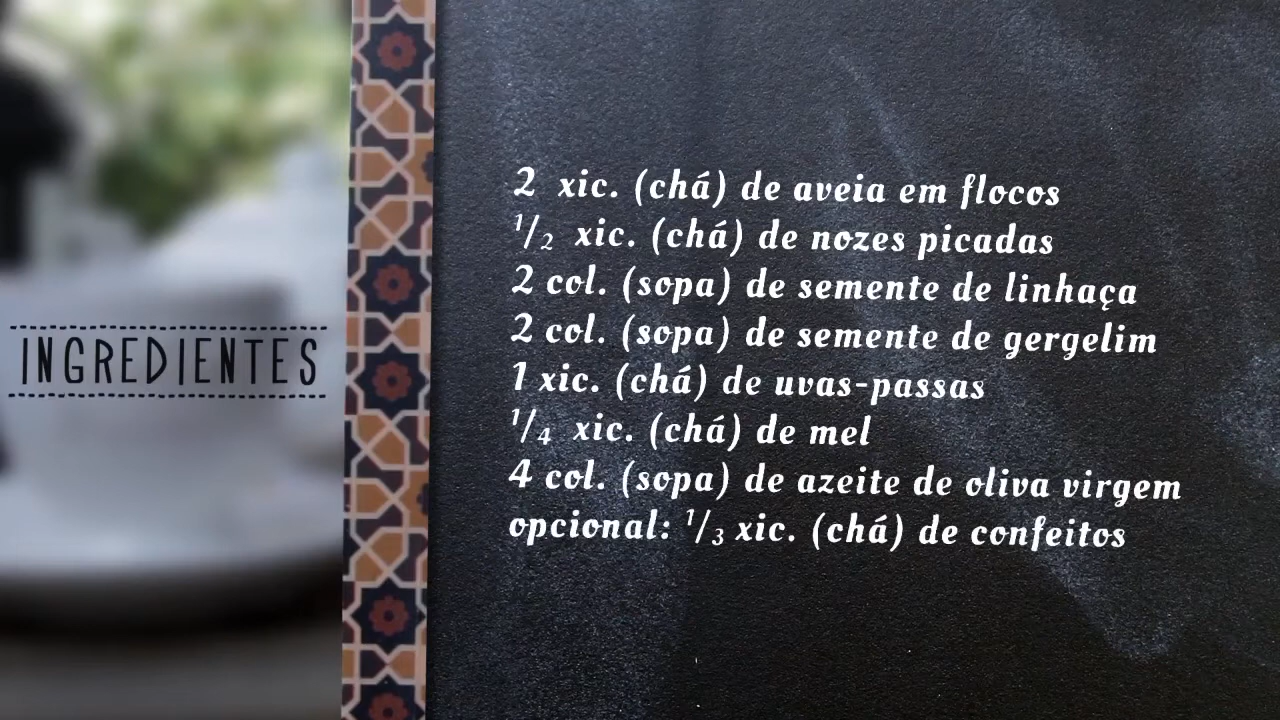 INGREDIENTES
2 xic. (chá) de aveia em flocos
1/2 xic. (chá) de nozes picadas
2 col. (sopa) de semente de linhaça
2 col. (sopa) de semente de gergelim
1 xic. (chá) de uvas-passas
1/4 xic. (chá) de mel
4 col. (sopa) de azeite de oliva virgem
opcional: 1/3 xic. (chá) de confeitos